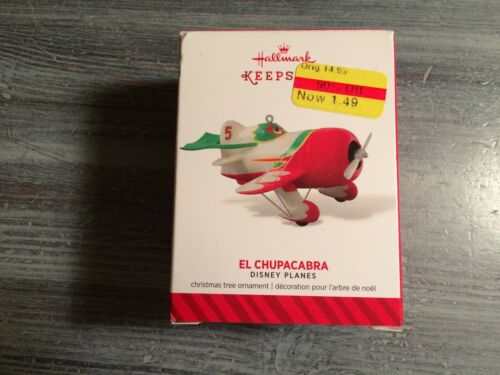 Hallmark
KEEPS
Orig 14.95
90% Off
Now 1.49
5
EL CHUPACABRA
DISNEY PLANES
christmas tree ornament | décoration pour l'arbre de noël